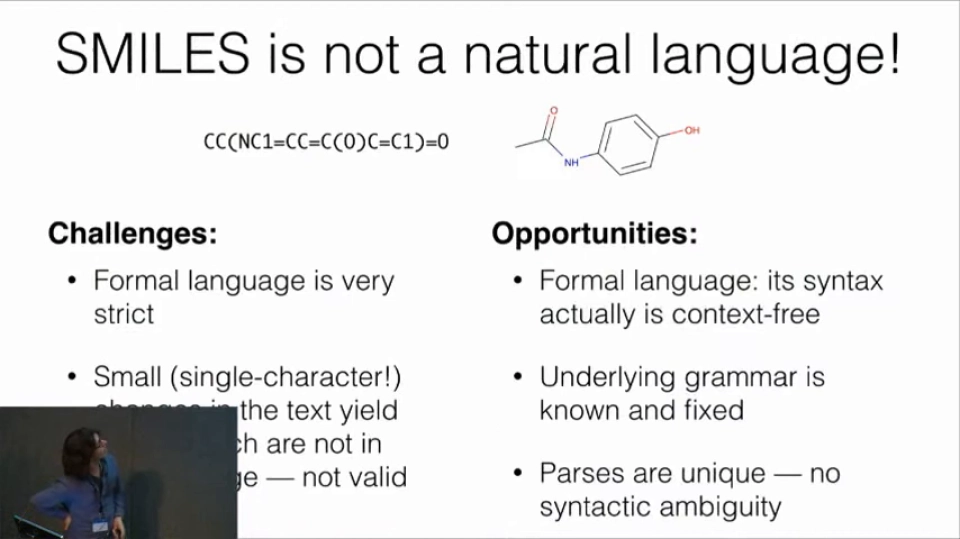 SMILES is not a natural language!
CC(NC1=CC=C(O)C=C1)=O
O
OH
NH
Challenges:
• Formal language is very
strict
• Small (single-character!)
changes in the text yield
are not in
— not valid
Opportunities:
• Formal language: its syntax
actually is context-free
• Underlying grammar is
known and fixed
• Parses are unique — no
syntactic ambiguity